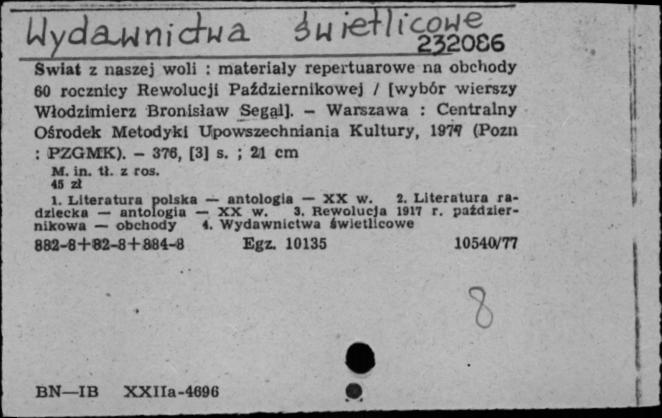 Wydawnictwa świetlicowe
232086
Swiat z naszej woli : materiały repertuarowe na obchody
60 rocznicy Rewolucji Październikowej / [wybór wierszy
Włodzimierz Bronisław Segal]. — Warszawa : Centralny
Ośrodek Metodyki Upowszechniania Kultury, 1977 (Pozn
: PZGMK). — 376, [3] s. ; 21 cm
M. in. tł. z ros.
45 zł
1. Literatura polska — antologia — XX w. 2. Literatura ra-
dziecka — antologia — XX w. 3. Rewolucja 1917 r. paździer-
nikowa — obchody 4. Wydawnictwa świetlicowe
882-8+82-8+884-8 Egz. 10135 10540/77
8
BN—IB XXIIa-4696